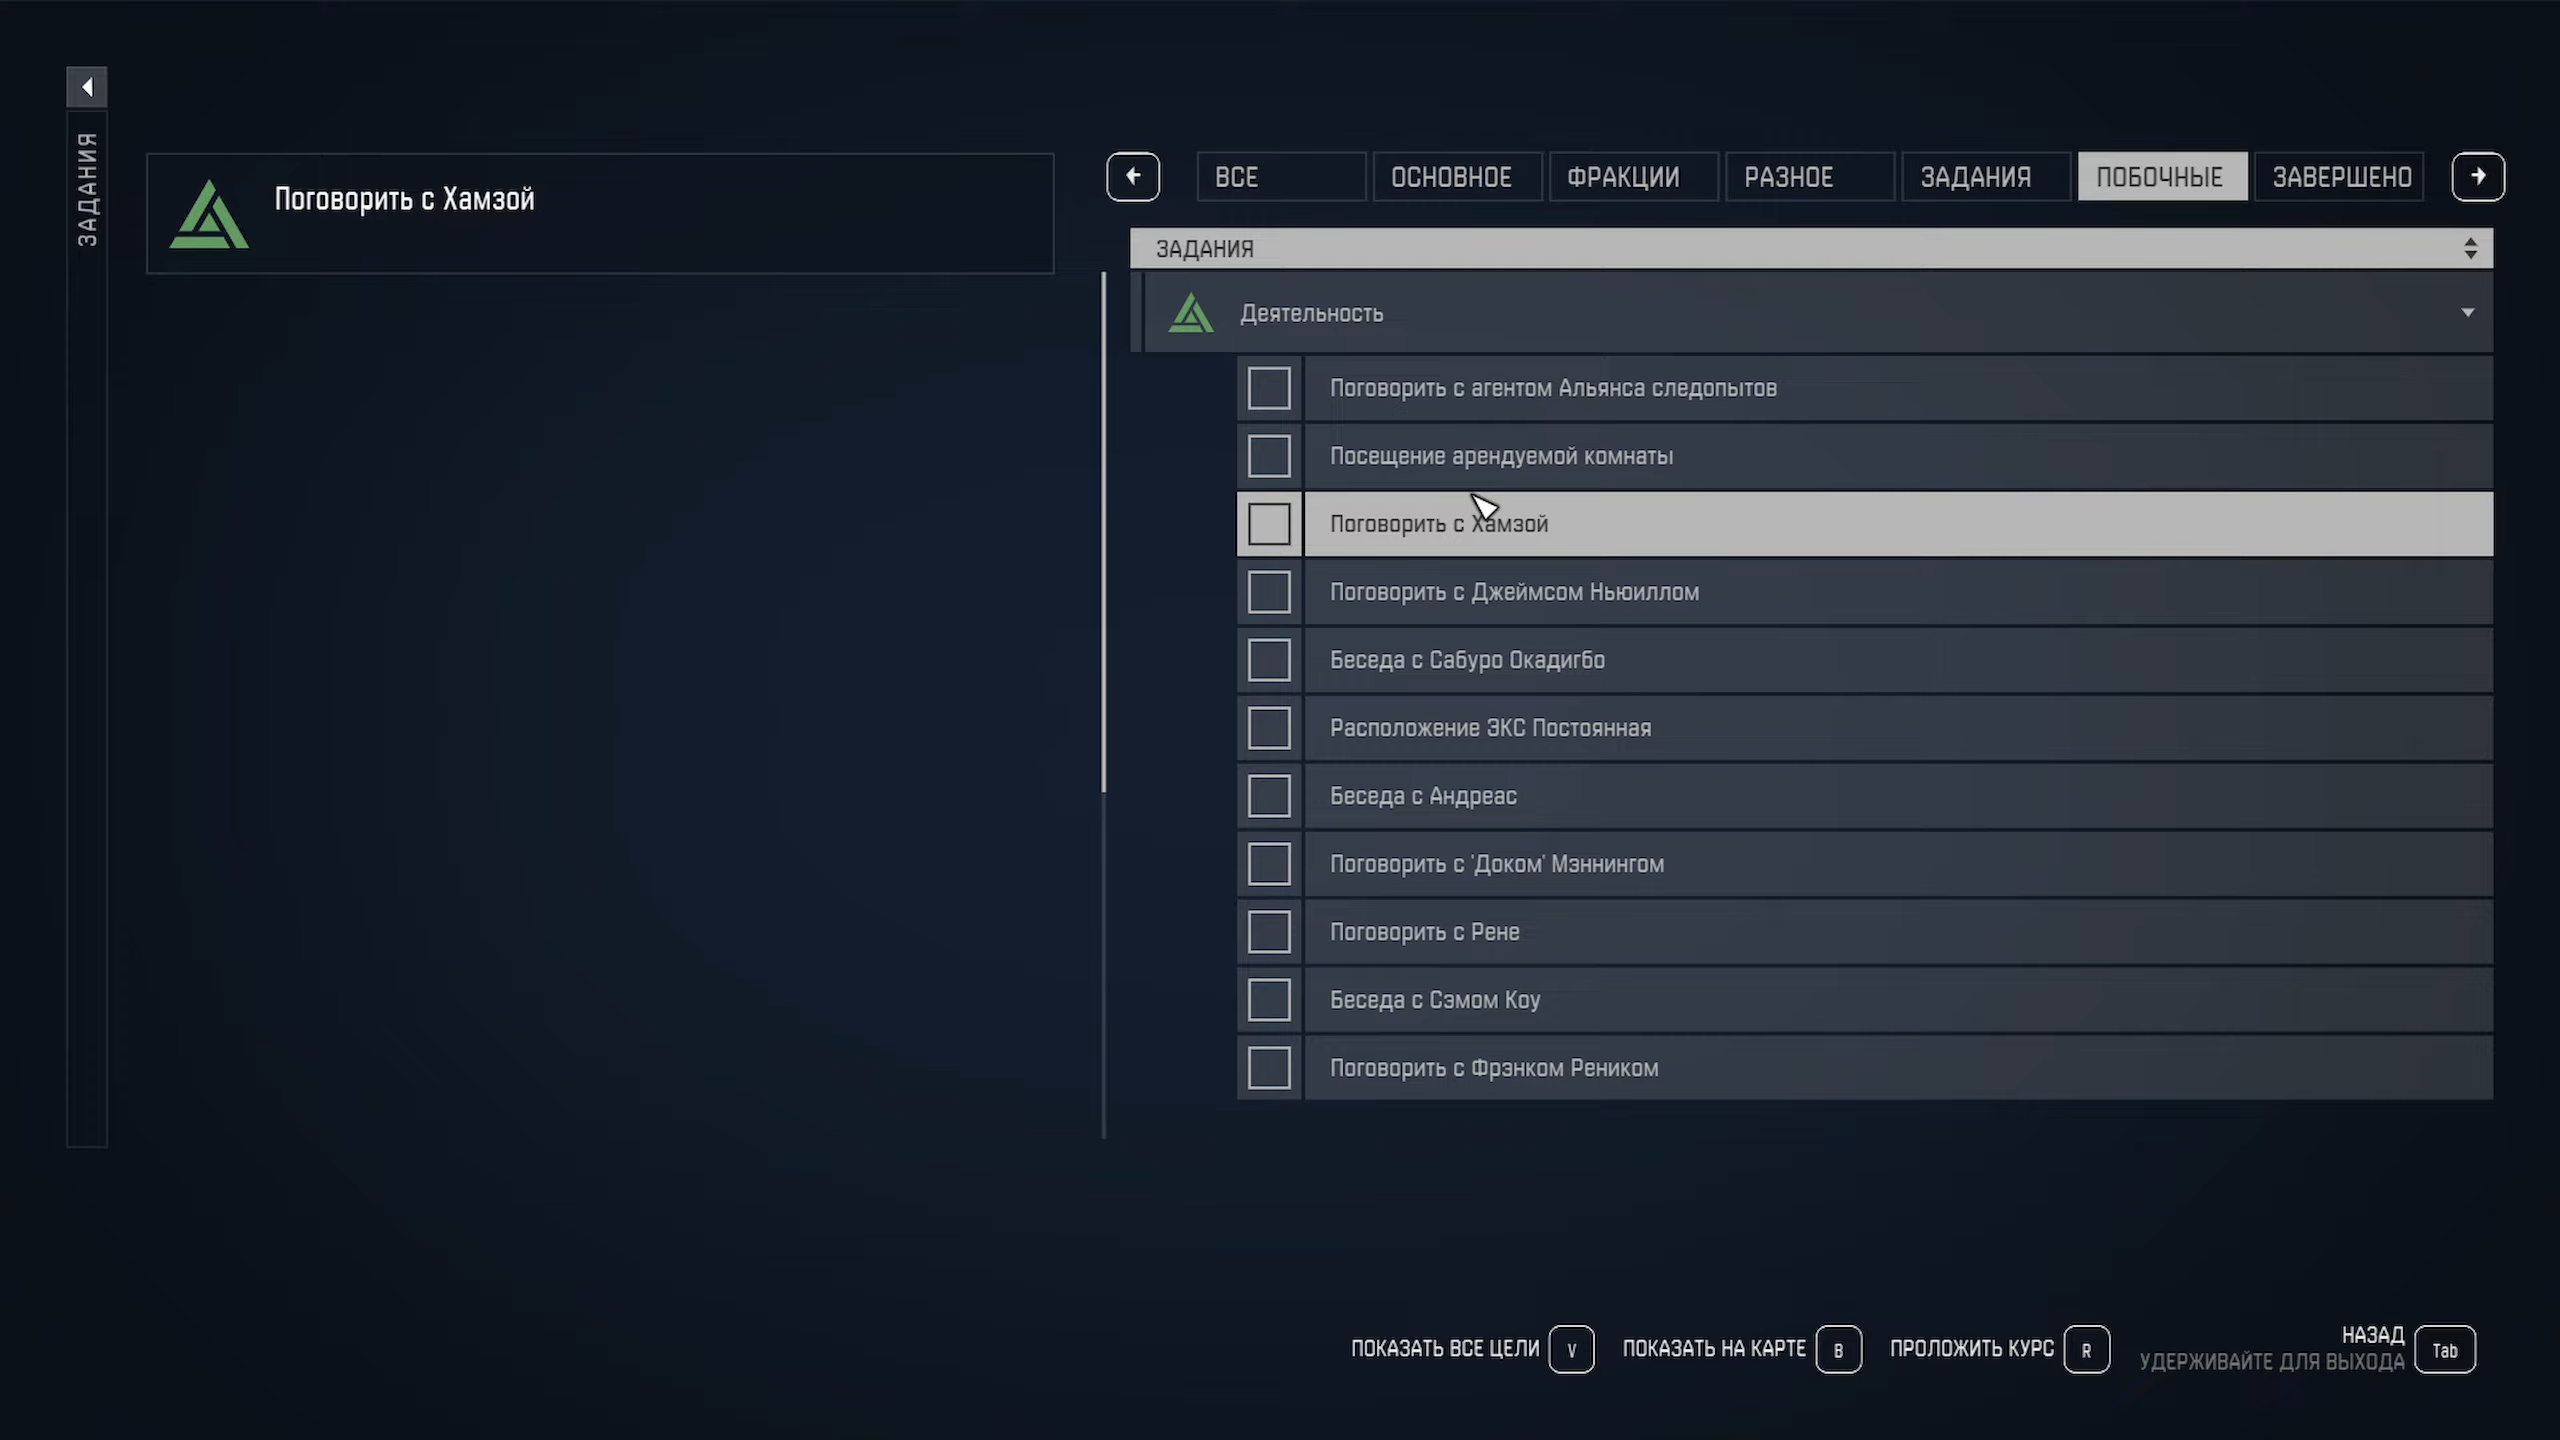 ЗАДАНИЯ
Поговорить с Хамзой
ВСЕ
ОСНОВНОЕ
ФРАКЦИИ
РАЗНОЕ
ЗАДАНИЯ
ПОБОЧНЫЕ
ЗАВЕРШЕНО
ЗАДАНИЯ
Деятельность
Поговорить с агентом Альянса следопытов
Посещение арендуемой комнаты
Поговорить с Хамзой
Поговорить с Джеймсом Ньюиллом
Беседа с Сабуро Окадигбо
Расположение ЭКС Постоянная
Беседа с Андреас
Поговорить с 'Доком' Мэннингом
Поговорить с Рене
Беседа с Сэмом Коу
Поговорить с Фрэнком Реником
ПОКАЗАТЬ ВСЕ ЦЕЛИ V
ПОКАЗАТЬ НА КАРТЕ B
ПРОЛОЖИТЬ КУРС R
НАЗАД
УДЕРЖИВАЙТЕ ДЛЯ ВЫХОДА
Tab